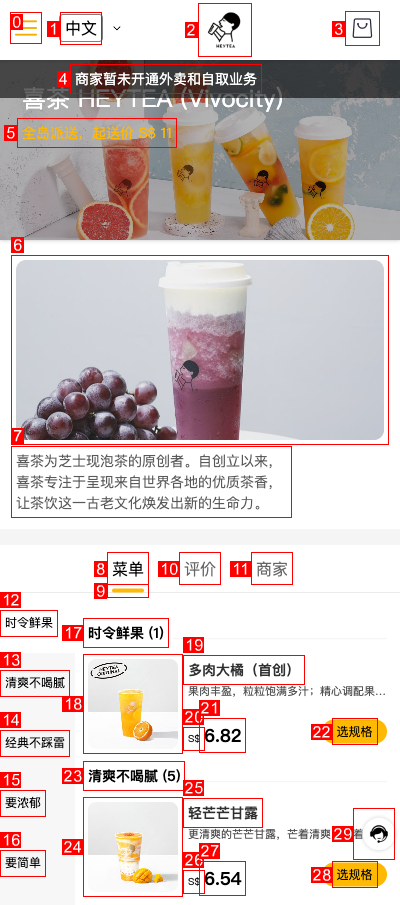 0
1
中文
2
HEYTEA
3
4
商家暂未开通外卖和自取业务
喜茶 HEYTEA (Vivocity)
5
全岛派送，起送价 S$ 11
6
7
喜茶为芝士现泡茶的原创者。自创立以来，
喜茶专注于呈现来自世界各地的优质茶香，
让茶饮这一古老文化焕发出新的生命力。
8
菜单
10
评价
11
商家
9
12
时令鲜果
17
时令鲜果 (1)
13
清爽不喝腻
18
19
多肉大橘（首创）
果肉丰盈，粒粒饱满多汁；精心调配果...
14
经典不踩雷
20
S$
21
6.82
22
选规格
23
清爽不喝腻 (5)
15
要浓郁
24
25
轻芒芒甘露
更清爽的芒芒甘露，芒着清爽
29
着
16
要简单
26
S$
27
6.54
28
选规格